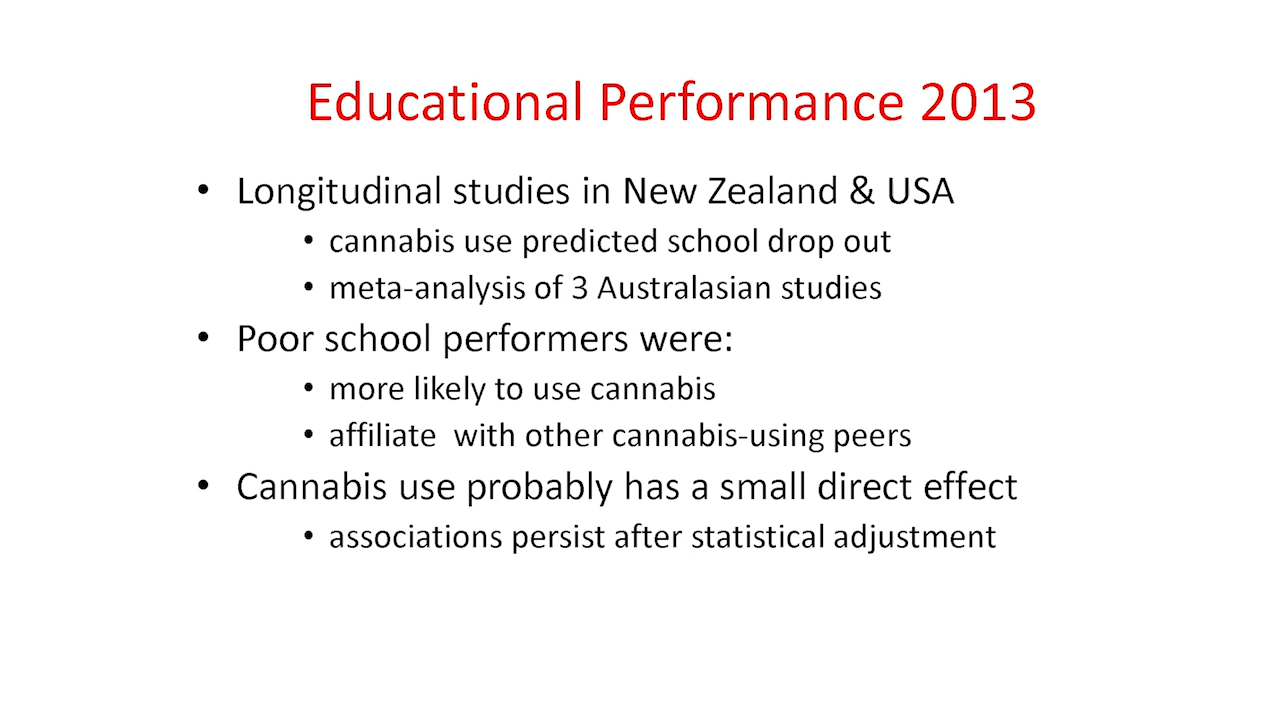 Educational Performance 2013
• Longitudinal studies in New Zealand & USA
• cannabis use predicted school drop out
• meta-analysis of 3 Australasian studies
• Poor school performers were:
• more likely to use cannabis
• affiliate  with other cannabis-using peers
• Cannabis use probably has a small direct effect
• associations persist after statistical adjustment